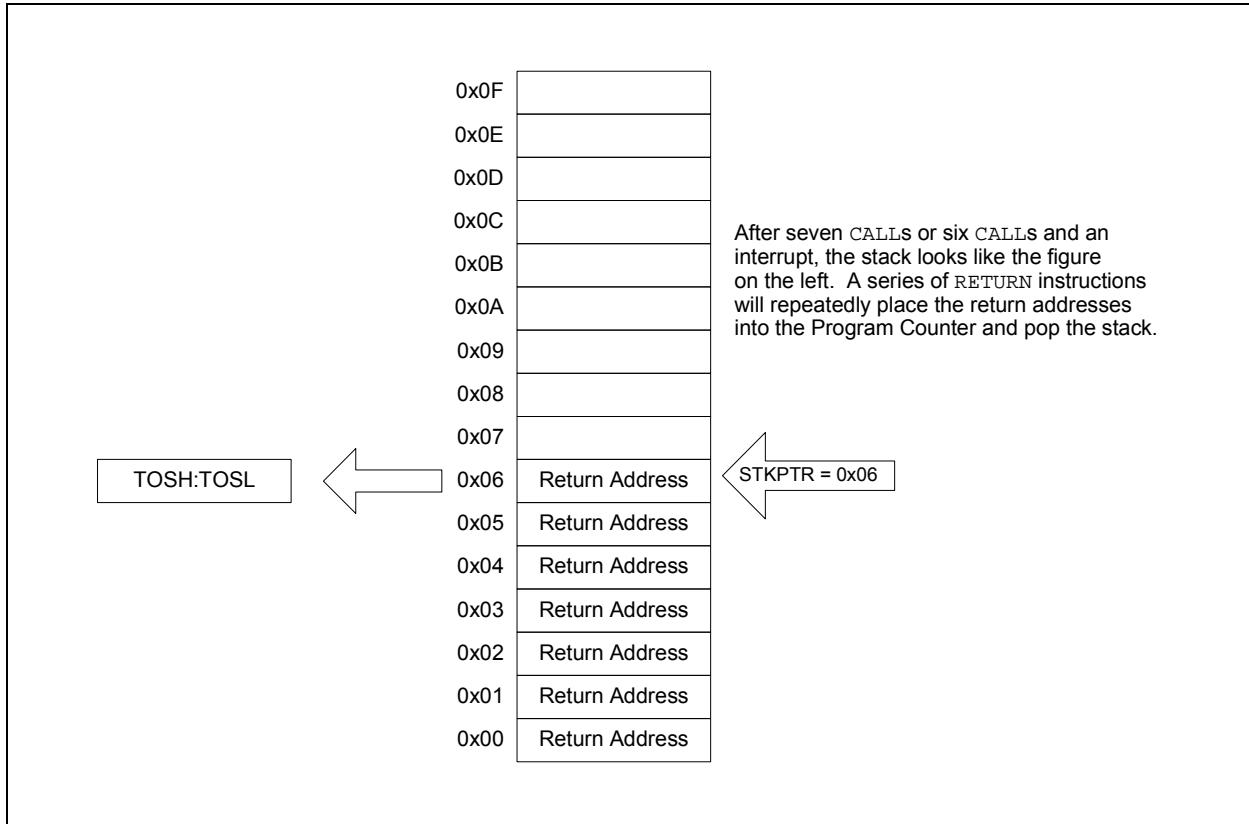 0x0F
0x0E
0x0D
0x0C
0x0B
0x0A
0x09
0x08
0x07
After seven CALLs or six CALLs and an
interrupt, the stack looks like the figure
on the left. A series of RETURN instructions
will repeatedly place the return addresses
into the Program Counter and pop the stack.
TOSH:TOSL
0x06 Return Address
STKPTR = 0x06
0x05 Return Address
0x04 Return Address
0x03 Return Address
0x02 Return Address
0x01 Return Address
0x00 Return Address